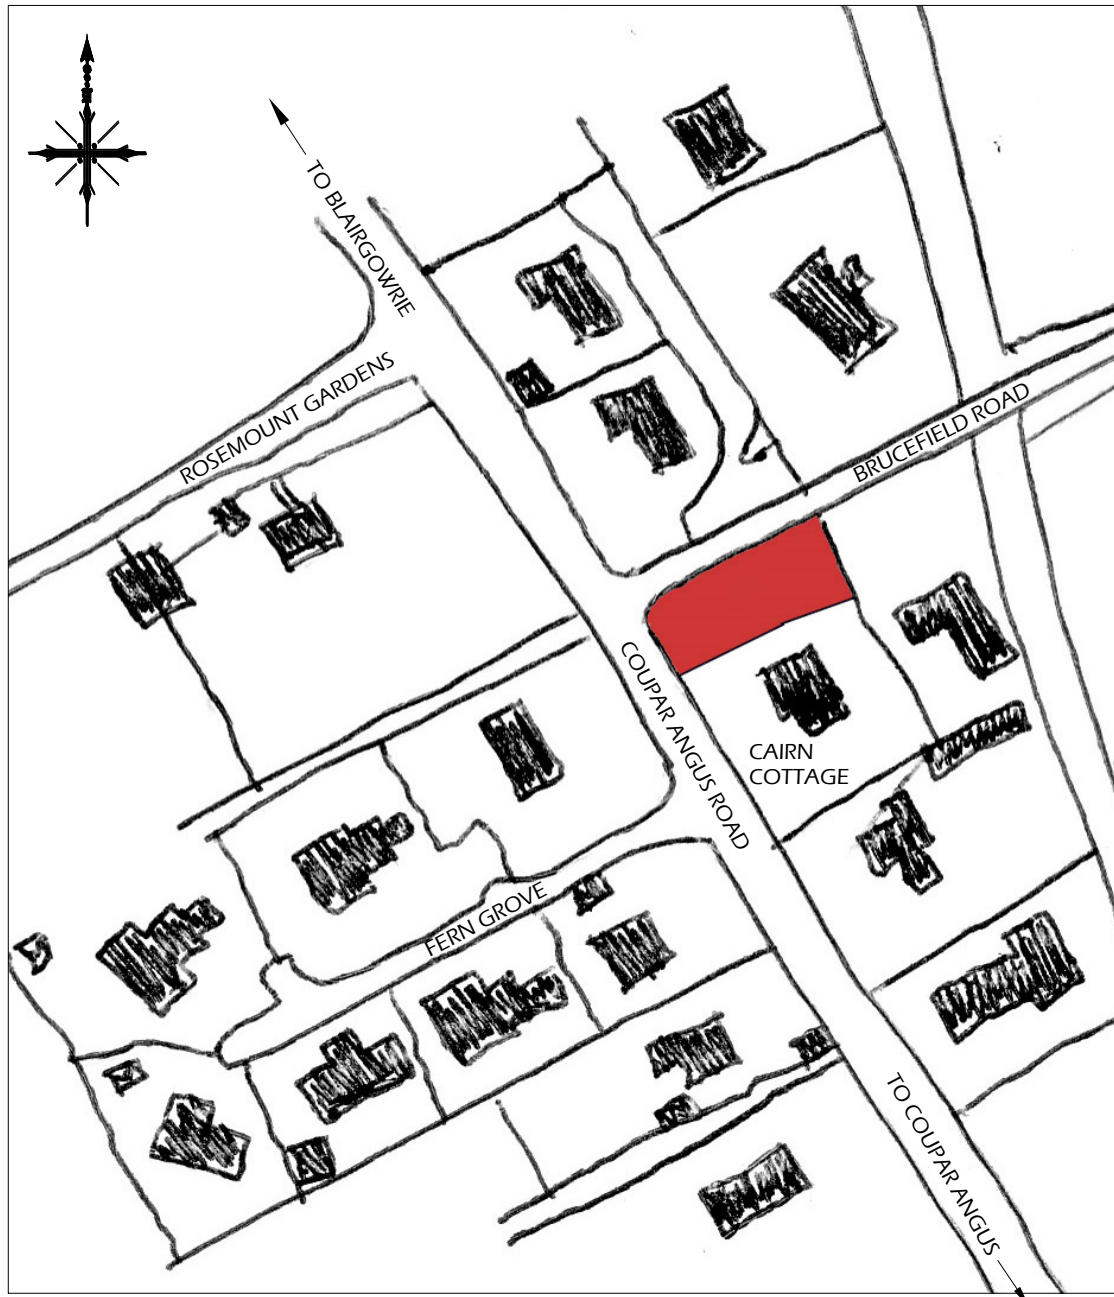 TO BLAIRGOWRIE
ROSEMOUNT GARDENS
BRUCEFIELD ROAD
COUPAR ANGUS ROAD
CAIRN
COTTAGE
FERN GROVE
TO COUPAR ANGUS